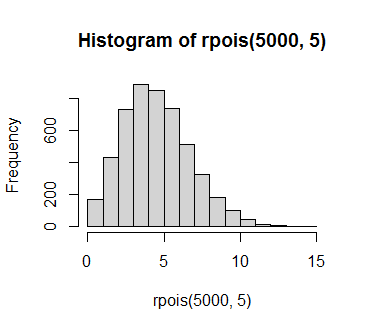 Histogram of rpois(5000, 5)
Frequency
600
200
0
0 5 10 15
rpois(5000, 5)